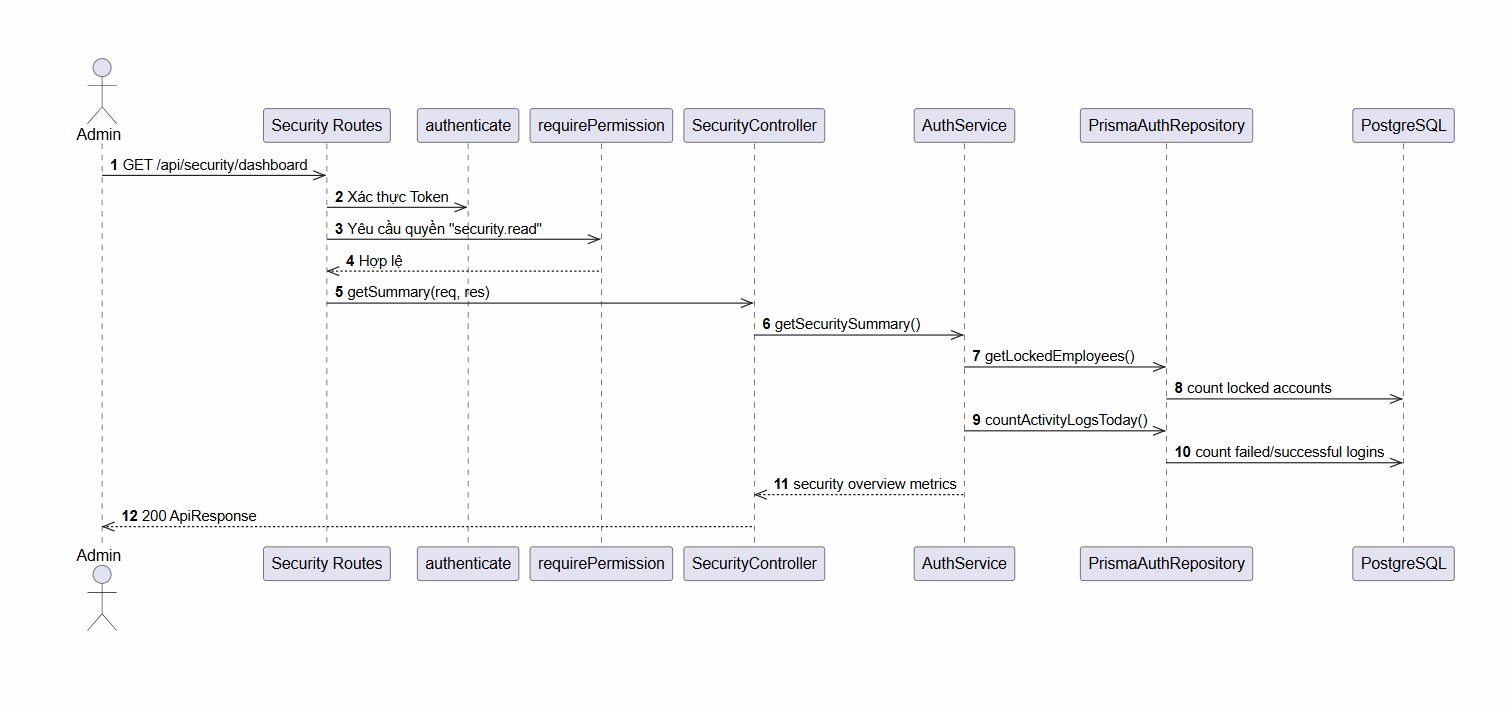 Admin
Security Routes
authenticate
requirePermission
SecurityController
AuthService
PrismaAuthRepository
PostgreSQL
1 GET /api/security/dashboard
2 Xác thực Token
3 Yêu cầu quyền "security.read"
4 Hợp lệ
5 getSummary(req, res)
6 getSecuritySummary()
7 getLockedEmployees()
8 count locked accounts
9 countActivityLogsToday()
10 count failed/successful logins
11 security overview metrics
12 200 ApiResponse
Admin
Security Routes
authenticate
requirePermission
SecurityController
AuthService
PrismaAuthRepository
PostgreSQL